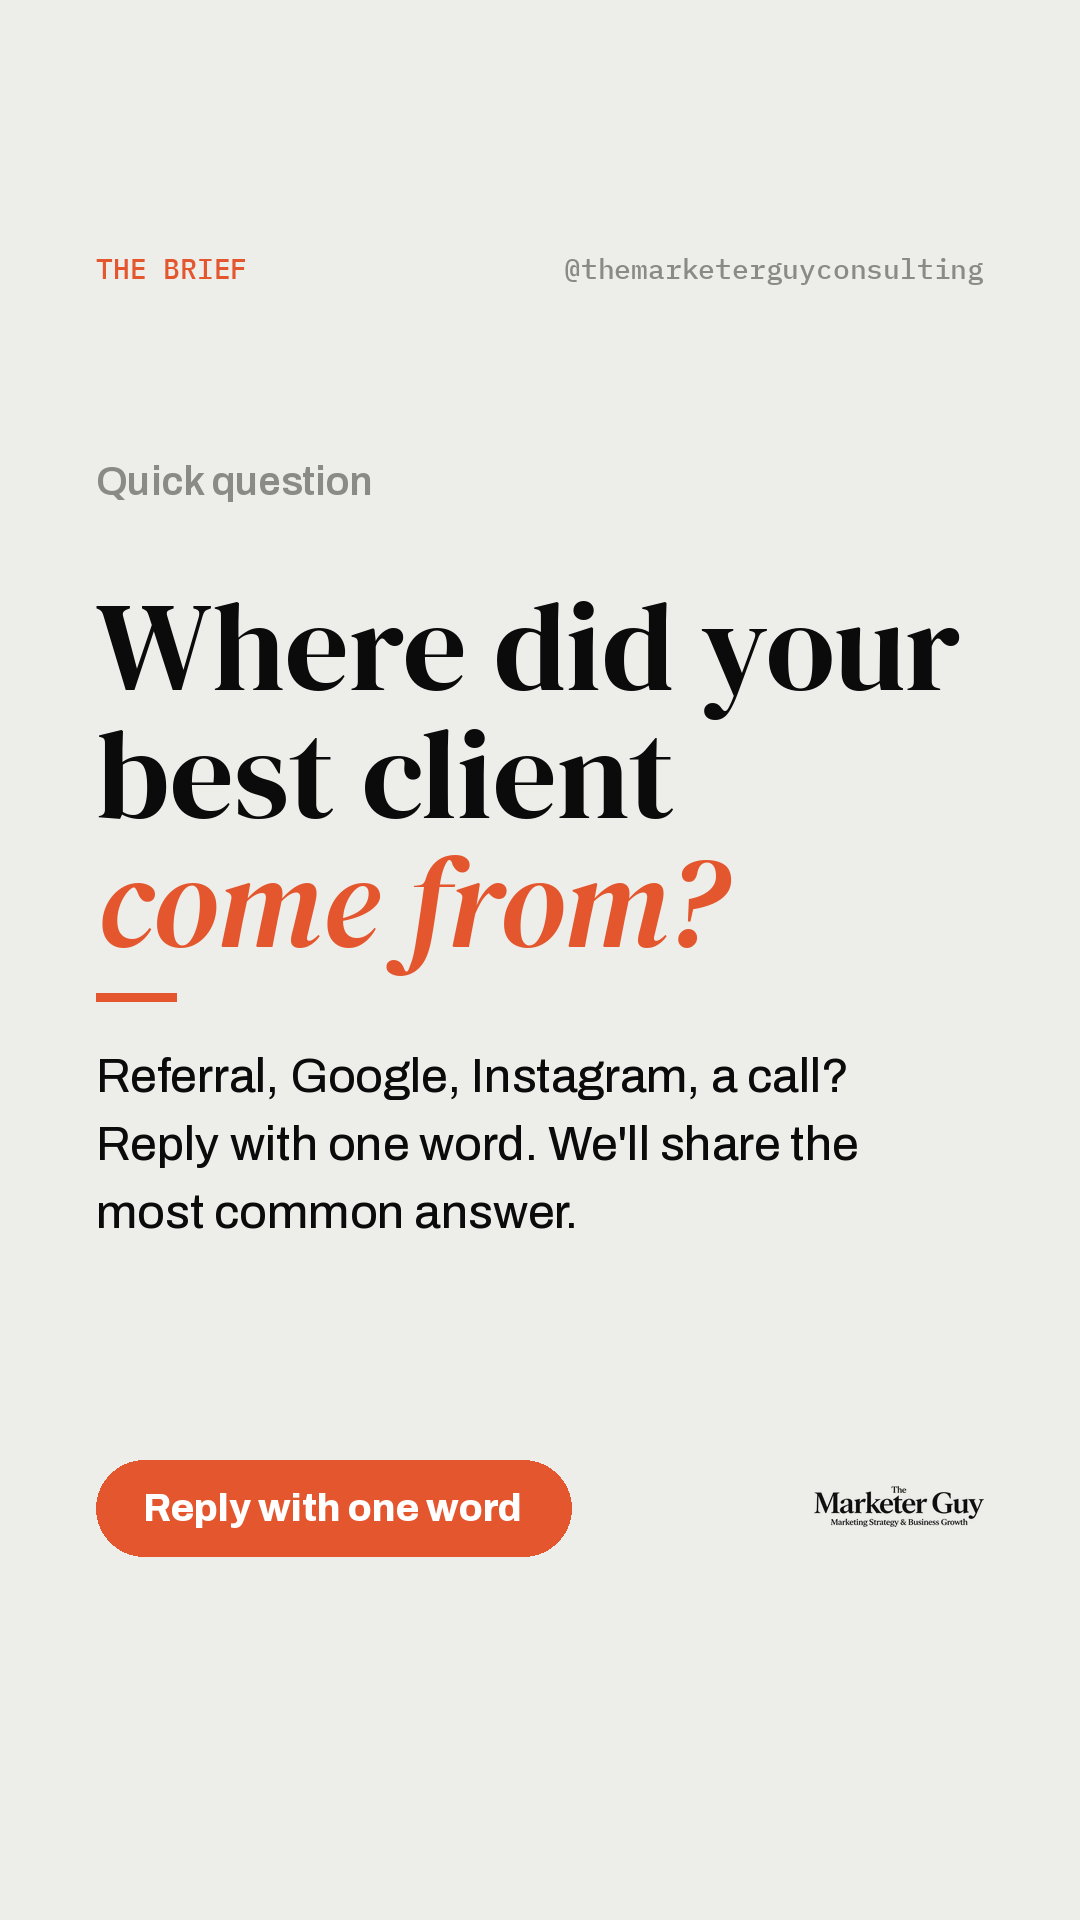 THE BRIEF
@themarketerguyconsulting
Quick question
Where did your
best client
come from?
Referral, Google, Instagram, a call?
Reply with one word. We'll share the
most common answer.
Reply with one word
The
Marketer Guy
Marketing Strategy & Business Growth